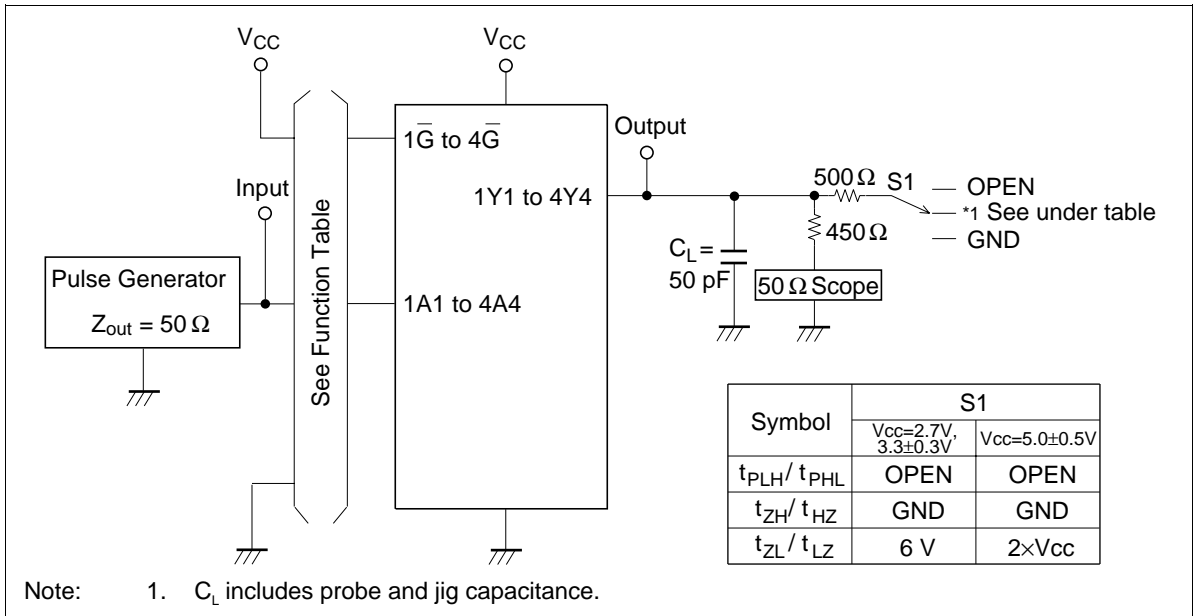 VCC
VCC
1G̅ to 4G̅
Output
Input
1Y1 to 4Y4
500 Ω
S1
OPEN
*1 See under table
GND
450 Ω
CL =
50 pF
50 Ω Scope
Pulse Generator
Zout = 50 Ω
See Function Table
1A1 to 4A4
Symbol
S1
Vcc=2.7V,
3.3±0.3V
Vcc=5.0±0.5V
tPLH / tPHL OPEN OPEN
tZH / tHZ GND GND
tZL / tLZ 6 V 2×Vcc
Note: 1. CL includes probe and jig capacitance.